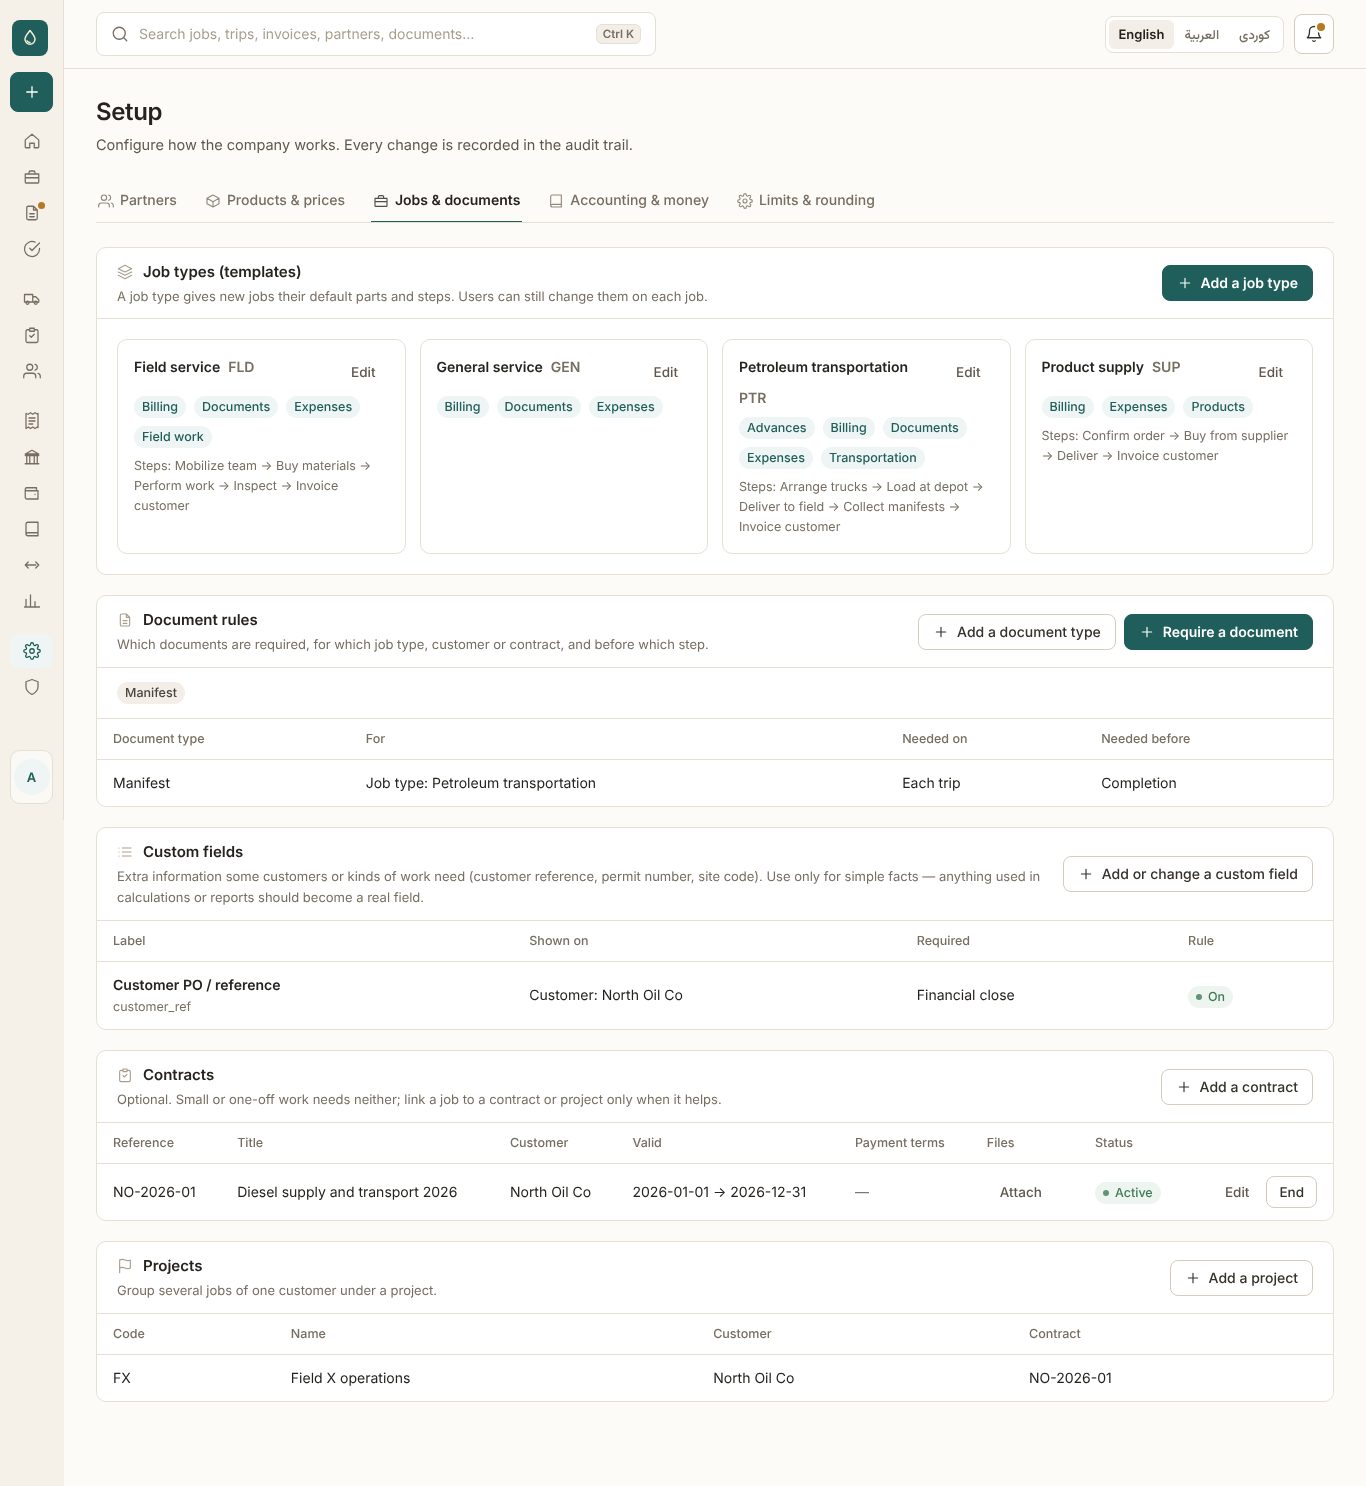 Search jobs, trips, invoices, partners, documents...
Ctrl K
English
العربية
كوردی
Setup
Configure how the company works. Every change is recorded in the audit trail.
Partners
Products & prices
Jobs & documents
Accounting & money
Limits & rounding
Job types (templates)
A job type gives new jobs their default parts and steps. Users can still change them on each job.
Add a job type
Field service FLD
Edit
Billing Documents Expenses
Field work
Steps: Mobilize team → Buy materials →
Perform work → Inspect → Invoice
customer
General service GEN
Edit
Billing Documents Expenses
Petroleum transportation
PTR
Edit
Advances Billing Documents
Expenses Transportation
Steps: Arrange trucks → Load at depot →
Deliver to field → Collect manifests →
Invoice customer
Product supply SUP
Edit
Billing Expenses Products
Steps: Confirm order → Buy from supplier
→ Deliver → Invoice customer
Document rules
Which documents are required, for which job type, customer or contract, and before which step.
Add a document type
Require a document
Manifest
Document type For Needed on Needed before
Manifest Job type: Petroleum transportation Each trip Completion
A
Custom fields
Extra information some customers or kinds of work need (customer reference, permit number, site code). Use only for simple facts — anything used in
calculations or reports should become a real field.
Add or change a custom field
Label Shown on Required Rule
Customer PO / reference
customer_ref
Customer: North Oil Co Financial close On
Contracts
Optional. Small or one-off work needs neither; link a job to a contract or project only when it helps.
Add a contract
Reference Title Customer Valid Payment terms Files Status
NO-2026-01 Diesel supply and transport 2026 North Oil Co 2026-01-01 → 2026-12-31 — Attach Active Edit End
Projects
Group several jobs of one customer under a project.
Add a project
Code Name Customer Contract
FX Field X operations North Oil Co NO-2026-01